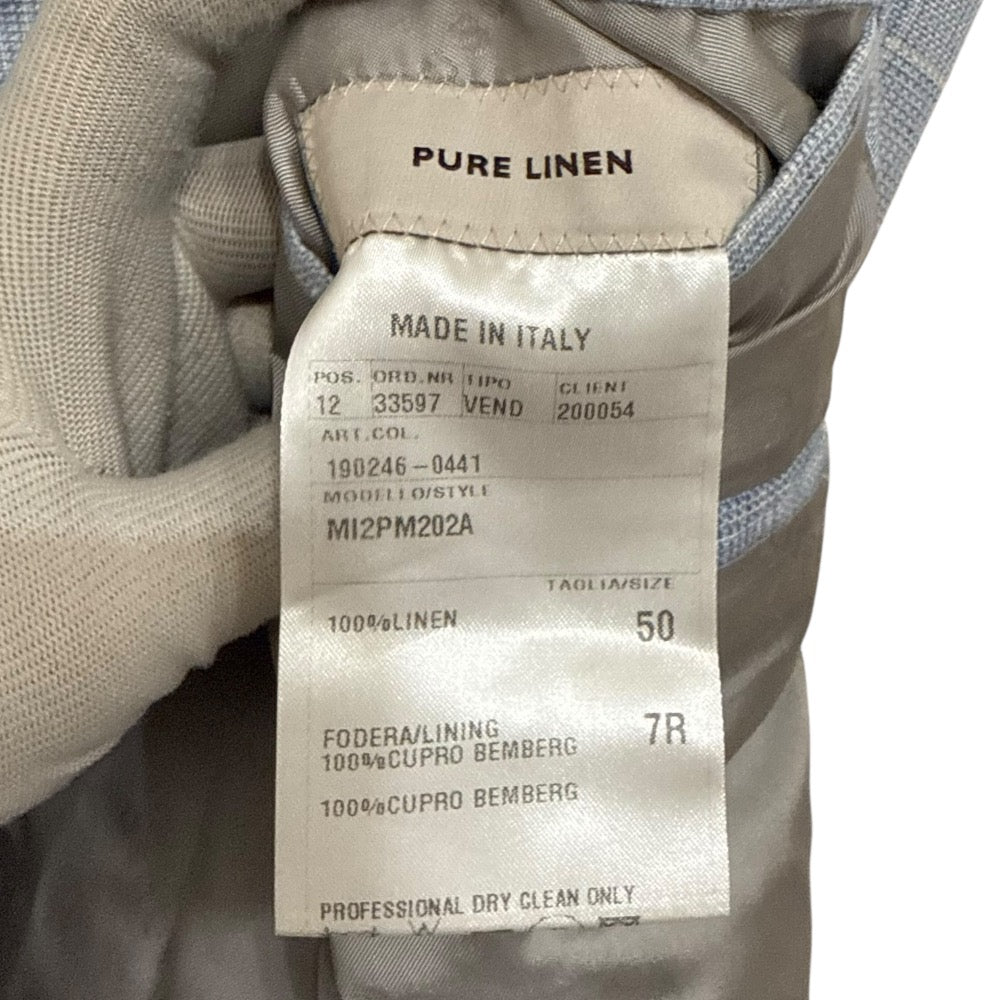 PURE LINEN
MADE IN ITALY
POS. ORD.NR TIPO CLIENT
12 33597 VEND 200054
ART.COL.
190246-0441
MODELLO/STYLE
MI2PM202A
TAGLIA/SIZE
100%LINEN 50
FODERA/LINING 7R
100%CUPRO BEMBERG
100%CUPRO BEMBERG
PROFESSIONAL DRY CLEAN ONLY